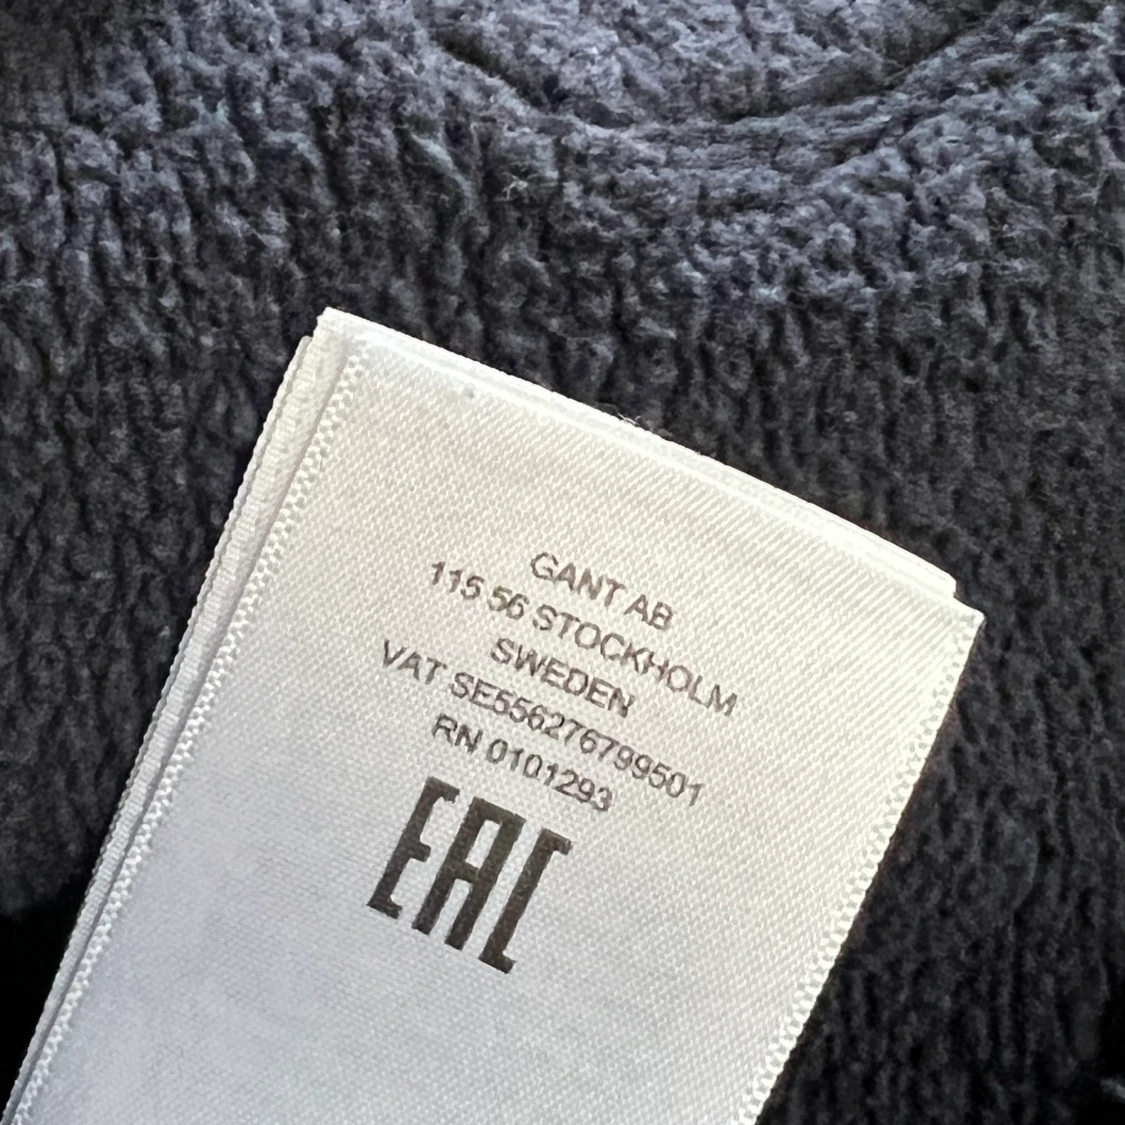 GANT AB
115 56 STOCKHOLM
SWEDEN
VAT SE556276799501
RN 0101293
EAC